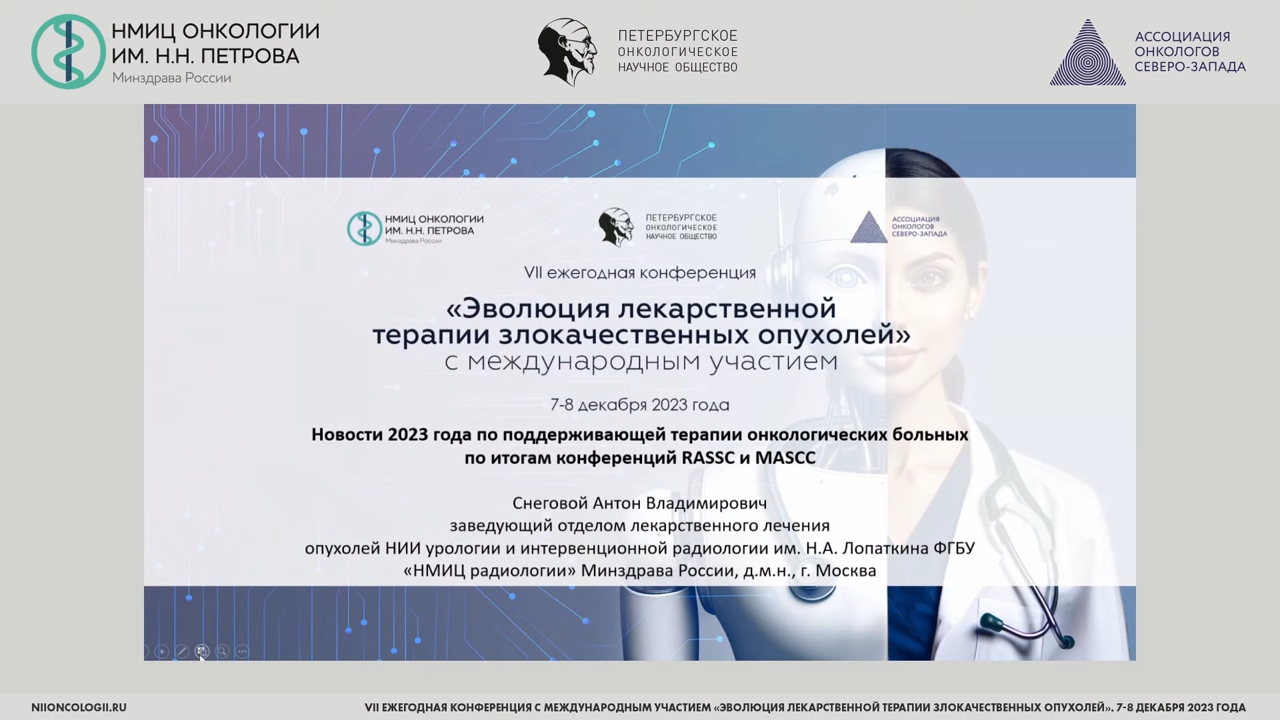 НМИЦ ОНКОЛОГИИ
ИМ. Н.Н. ПЕТРОВА
Минздрава России
ПЕТЕРБУРГСКОЕ
ОНКОЛОГИЧЕСКОЕ
НАУЧНОЕ ОБЩЕСТВО
АССОЦИАЦИЯ
ОНКОЛОГОВ
СЕВЕРО-ЗАПАДА
НМИЦ ОНКОЛОГИИ
ИМ. Н.Н. ПЕТРОВА
Минздрава России
ПЕТЕРБУРГСКОЕ
ОНКОЛОГИЧЕСКОЕ
НАУЧНОЕ ОБЩЕСТВО
АССОЦИАЦИЯ
ОНКОЛОГОВ
СЕВЕРО-ЗАПАДА
VII ежегодная конференция
«Эволюция лекарственной
терапии злокачественных опухолей»
с международным участием
7-8 декабря 2023 года
Новости 2023 года по поддерживающей терапии онкологических больных
по итогам конференций RASSC и MASCC
Снеговой Антон Владимирович
заведующий отделом лекарственного лечения
опухолей НИИ урологии и интервенционной радиологии им. Н.А. Лопаткина ФГБУ
«НМИЦ радиологии» Минздрава России, д.м.н., г. Москва
NIIONCOLOGII.RU
VII ЕЖЕГОДНАЯ КОНФЕРЕНЦИЯ С МЕЖДУНАРОДНЫМ УЧАСТИЕМ «ЭВОЛЮЦИЯ ЛЕКАРСТВЕННОЙ ТЕРАПИИ ЗЛОКАЧЕСТВЕННЫХ ОПУХОЛЕЙ». 7-8 ДЕКАБРЯ 2023 ГОДА